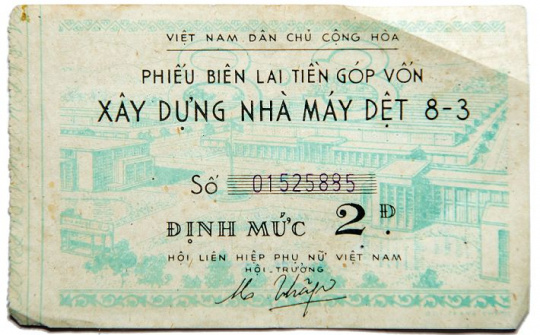 VIỆT NAM DÂN CHỦ CỘNG HÒA
PHIẾU BIÊN LAI TIỀN GÓP VỐN
XÂY DỰNG NHÀ MÁY DỆT 8-3
Số 01525885
ĐỊNH MỨC 2 Đ.
HỘI LIÊN HIỆP PHỤ NỮ VIỆT NAM
HỘI-TRƯỞNG